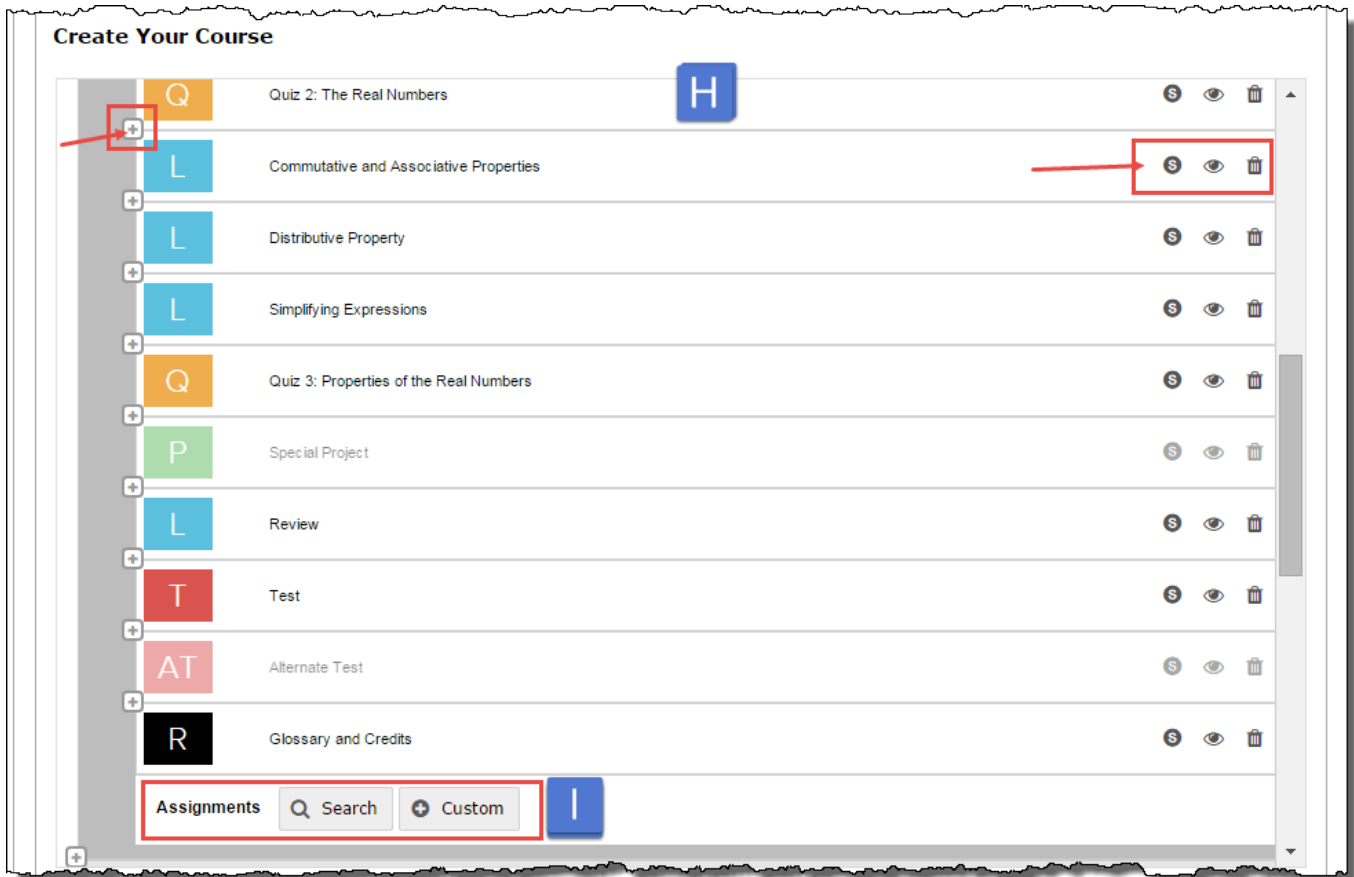 Create Your Course
H
Q Quiz 2: The Real Numbers S
L Commutative and Associative Properties S
L Distributive Property S
L Simplifying Expressions S
Q Quiz 3: Properties of the Real Numbers S
P Special Project S
L Review S
T Test S
AT Alternate Test S
R Glossary and Credits S
Assignments Search Custom I